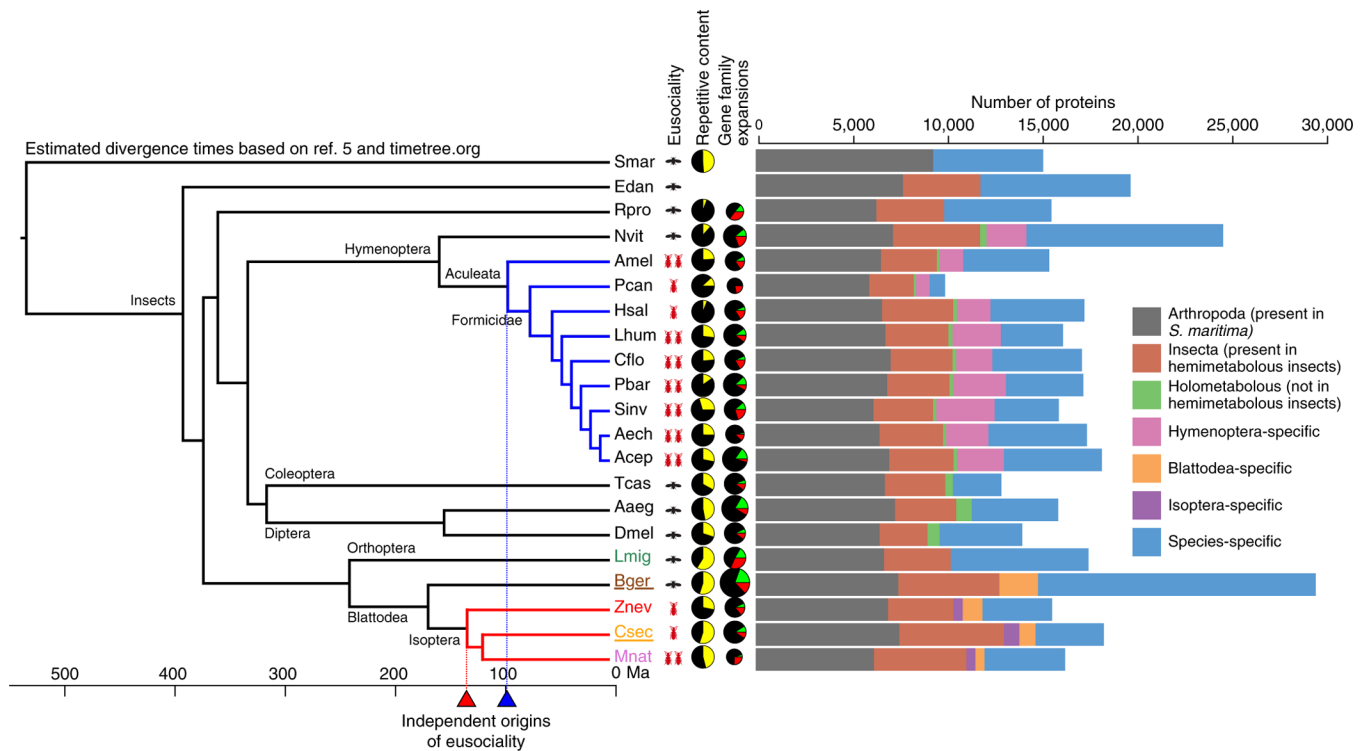 Eusociality
Repetitive content
Gene family
expansions
Number of proteins
0 5,000 10,000 15,000 20,000 25,000 30,000
Estimated divergence times based on ref. 5 and timetree.org
Smar
Edan
Rpro
Nvit
Hymenoptera
Amel
Aculeata
Pcan
Insects
Hsal
Formicidae
Lhum
Cflo
Pbar
Sinv
Aech
Acep
Coleoptera
Tcas
Aaeg
Diptera
Dmel
Orthoptera
Lmig
Bger
Blattodea
Znev
Isoptera
Csec
Mnat
500 400 300 200 100 0 Ma
Independent origins
of eusociality
Arthropoda (present in
S. maritima)
Insecta (present in
hemimetabolous insects)
Holometabolous (not in
hemimetabolous insects)
Hymenoptera-specific
Blattodea-specific
Isoptera-specific
Species-specific